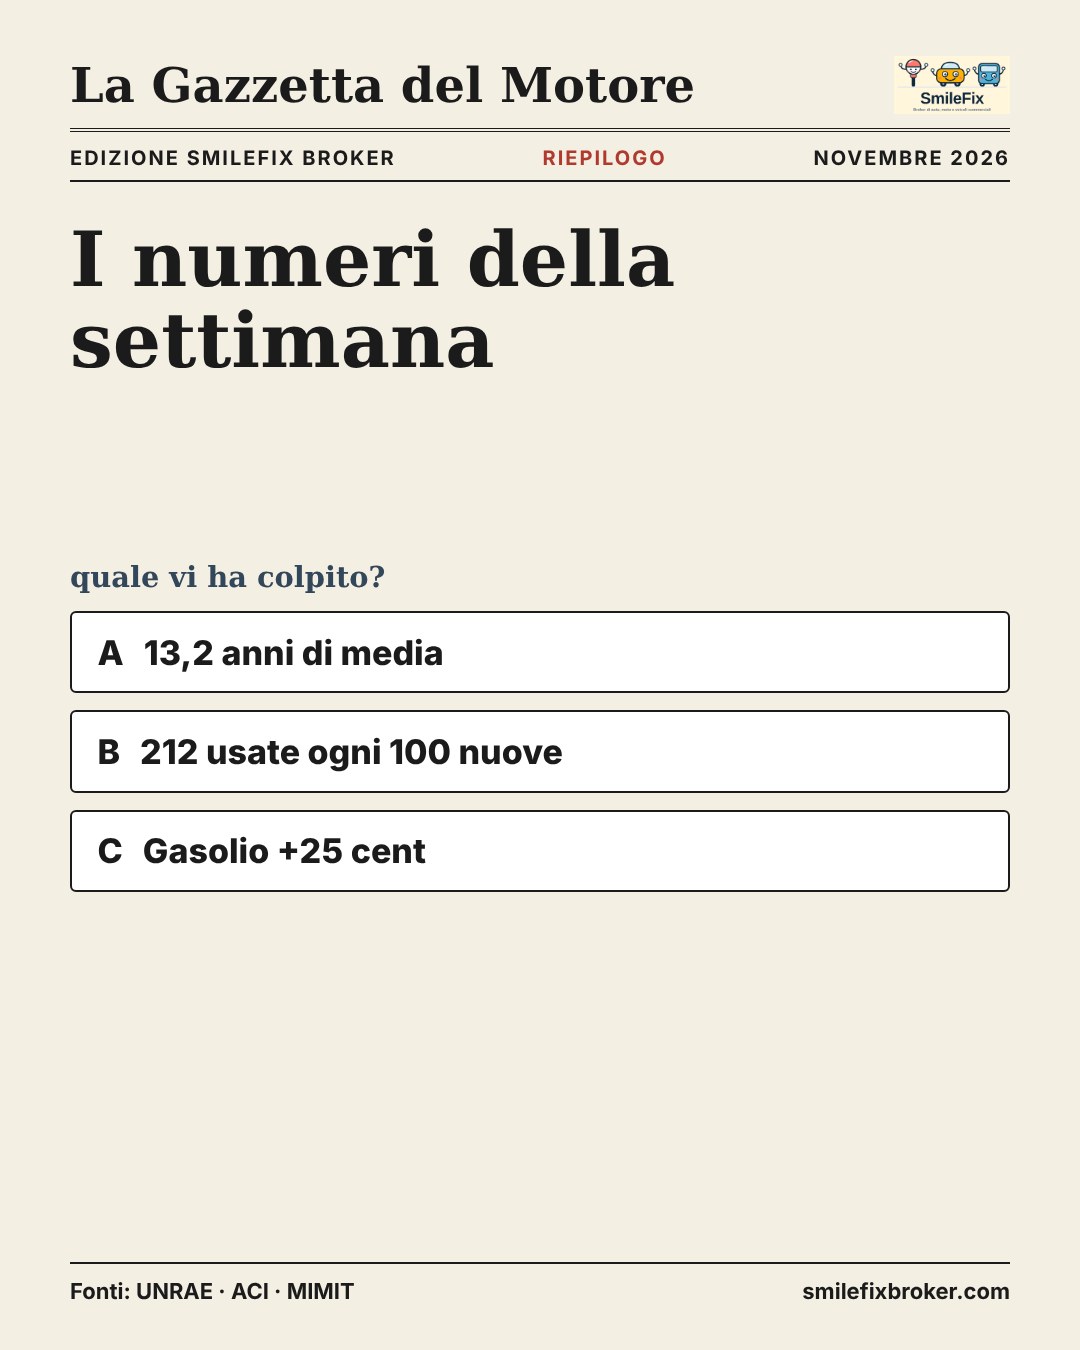 La Gazzetta del Motore
SmileFix
EDIZIONE SMILEFIX BROKER
RIEPILOGO
NOVEMBRE 2026
I numeri della
settimana
quale vi ha colpito?
A 13,2 anni di media
B 212 usate ogni 100 nuove
C Gasolio +25 cent
Fonti: UNRAE · ACI · MIMIT
smilefixbroker.com